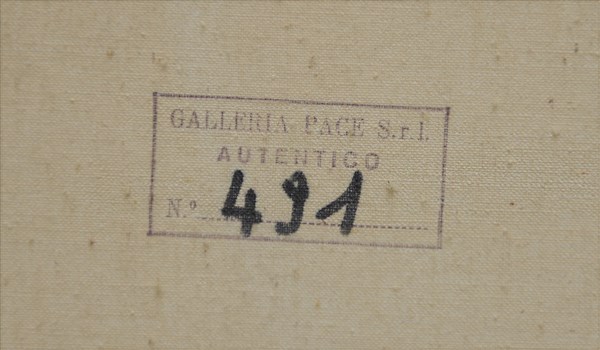 GALLERIA PACE S.r.l.
AUTENTICO
N.º 491